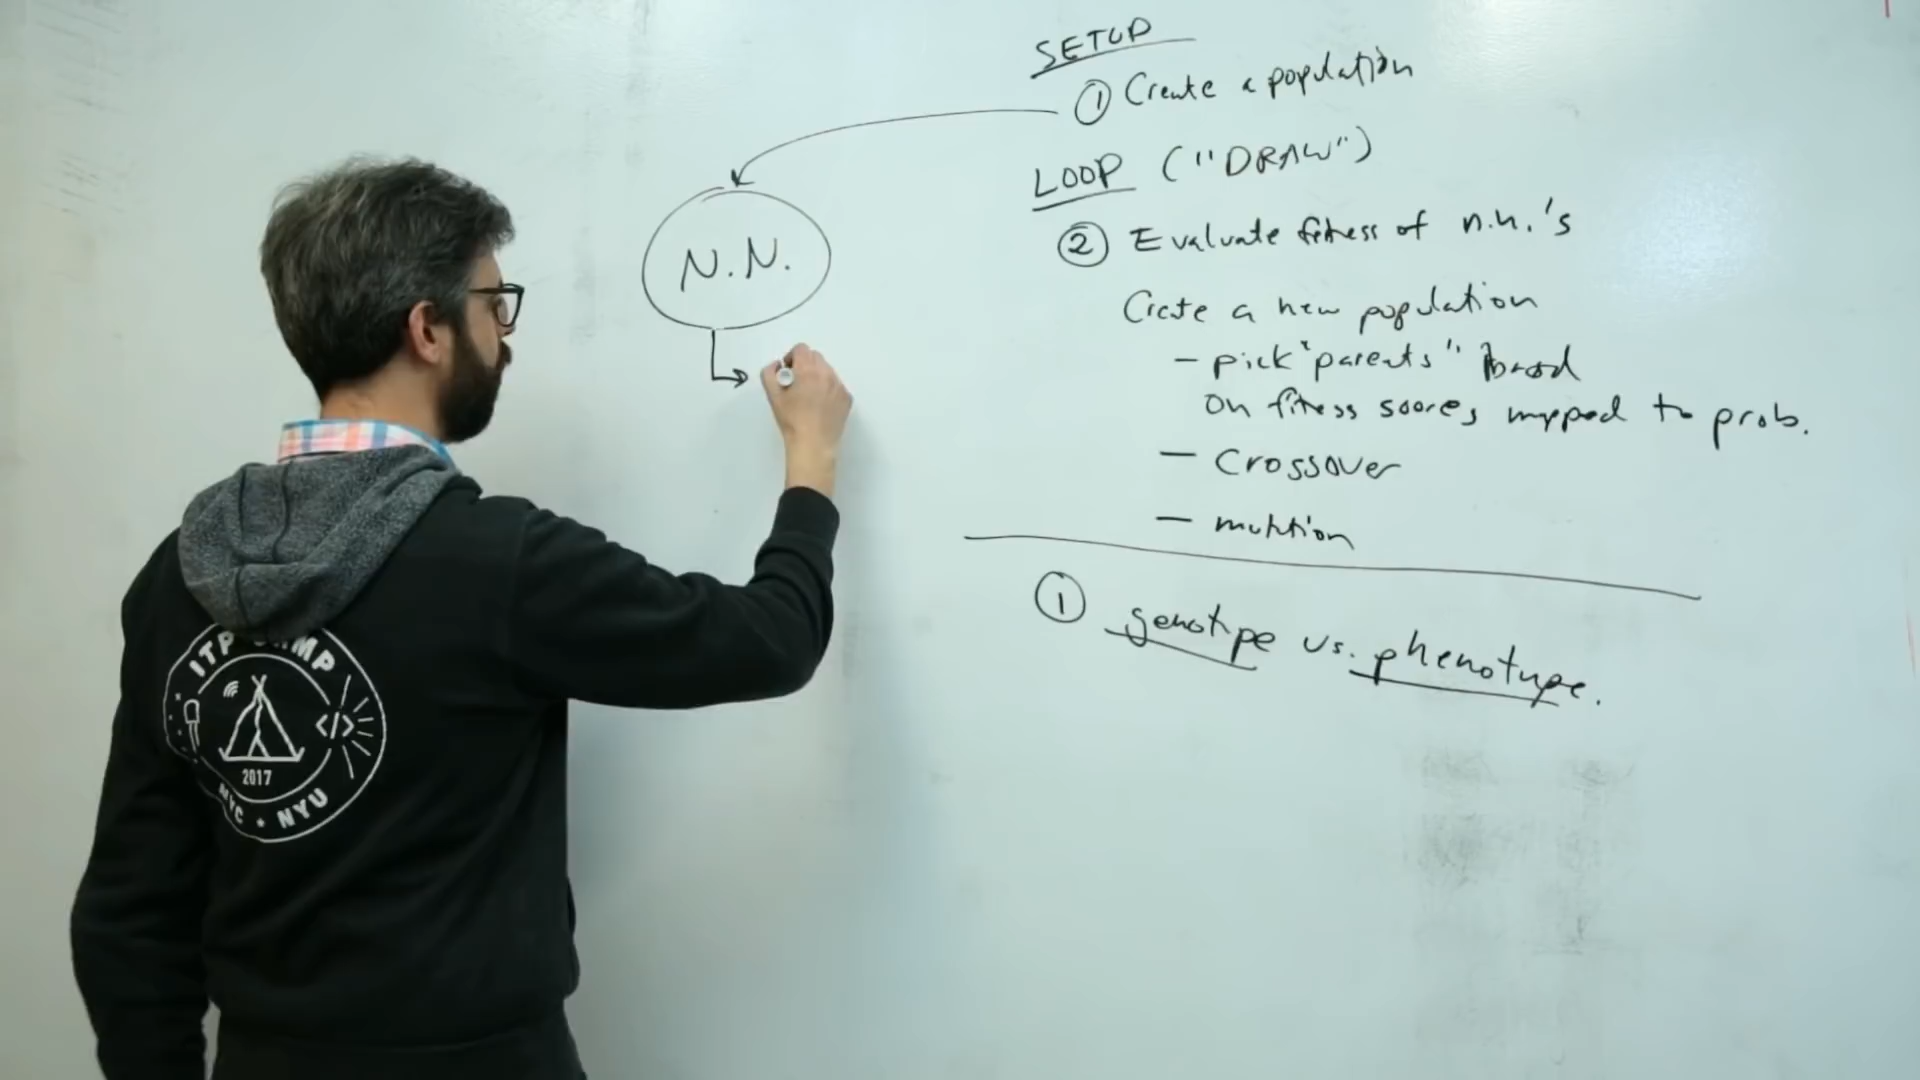 SETUP
① Create a population
LOOP ("DRAW")
② Evaluate fitness of n.n.'s
Create a new population
- pick "parents" based
on fitness scores mapped to prob.
- Crossover
- mutation
① genotype vs. phenotype.
N.N.
ITP CAMP
</>
2017
NYC * NYU